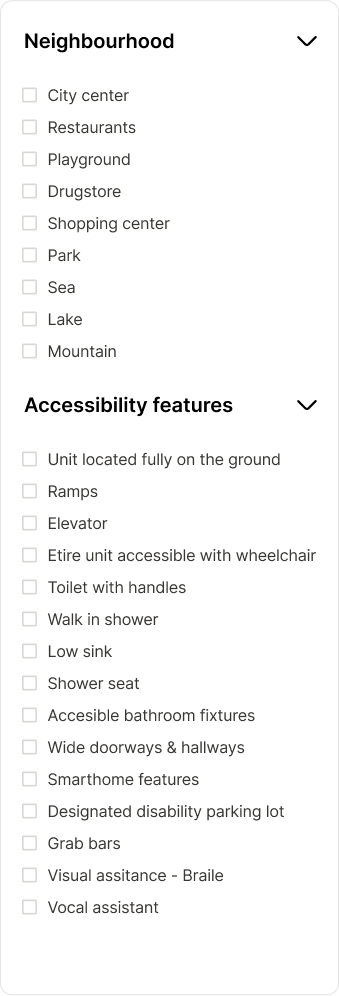 Neighbourhood
City center
Restaurants
Playground
Drugstore
Shopping center
Park
Sea
Lake
Mountain
Accessibility features
Unit located fully on the ground
Ramps
Elevator
Etire unit accessible with wheelchair
Toilet with handles
Walk in shower
Low sink
Shower seat
Accesible bathroom fixtures
Wide doorways & hallways
Smarthome features
Designated disability parking lot
Grab bars
Visual assitance - Braile
Vocal assistant